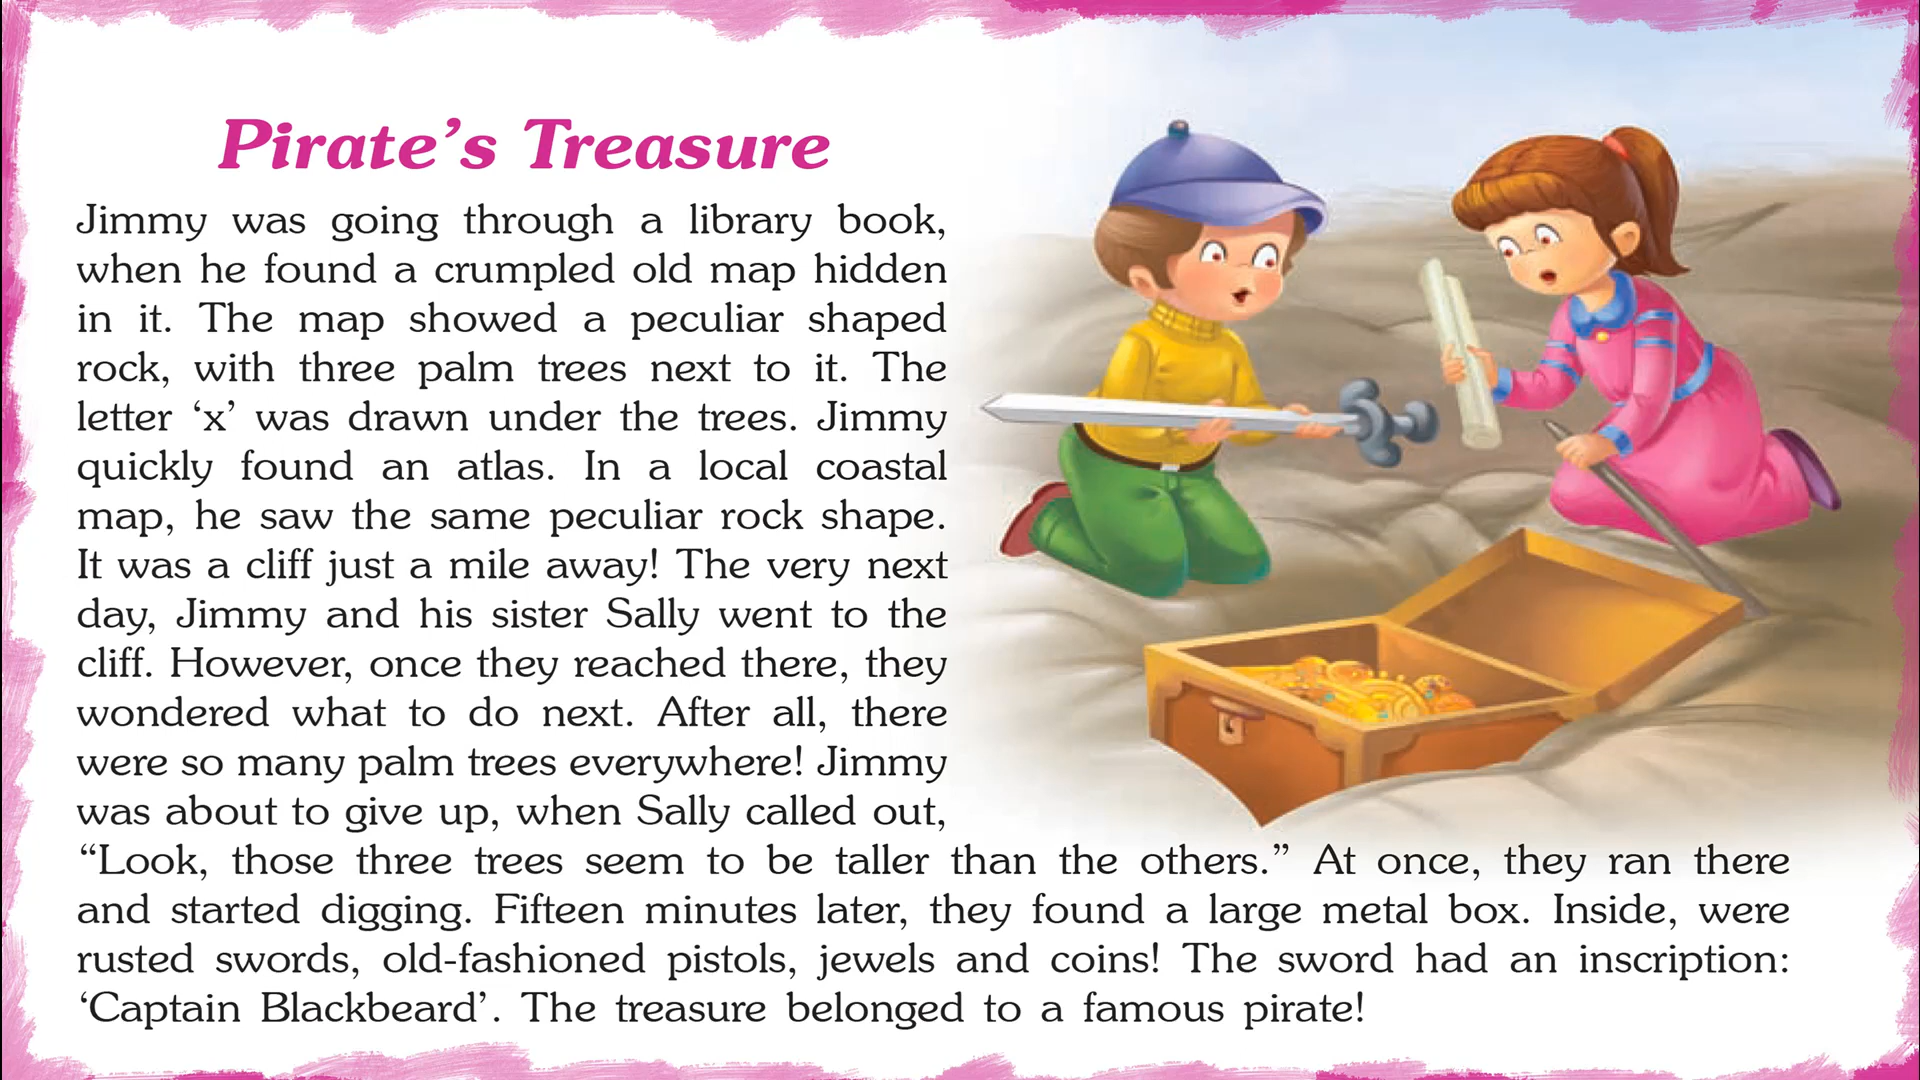 Pirate’s Treasure
Jimmy was going through a library book,
when he found a crumpled old map hidden
in it. The map showed a peculiar shaped
rock, with three palm trees next to it. The
letter ‘x’ was drawn under the trees. Jimmy
quickly found an atlas. In a local coastal
map, he saw the same peculiar rock shape.
It was a cliff just a mile away! The very next
day, Jimmy and his sister Sally went to the
cliff. However, once they reached there, they
wondered what to do next. After all, there
were so many palm trees everywhere! Jimmy
was about to give up, when Sally called out,
“Look, those three trees seem to be taller than the others.” At once, they ran there
and started digging. Fifteen minutes later, they found a large metal box. Inside, were
rusted swords, old-fashioned pistols, jewels and coins! The sword had an inscription:
‘Captain Blackbeard’. The treasure belonged to a famous pirate!